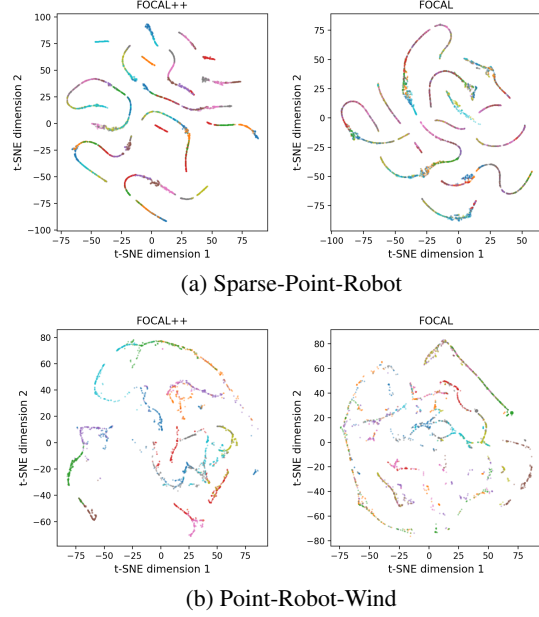 FOCAL++
FOCAL
100
75
50
25
0
−25
−50
−75
−100
t-SNE dimension 2
−75 −50 −25 0 25 50 75
t-SNE dimension 1
75
50
25
0
−25
−50
−75
t-SNE dimension 2
−100 −75 −50 −25 0 25 50 75
t-SNE dimension 1
(a) Sparse-Point-Robot
FOCAL++
FOCAL
80
60
40
20
0
−20
−40
−60
t-SNE dimension 2
−75 −50 −25 0 25 50 75
t-SNE dimension 1
80
60
40
20
0
−20
−40
−60
−80
t-SNE dimension 2
−75 −50 −25 0 25 50 75
t-SNE dimension 1
(b) Point-Robot-Wind